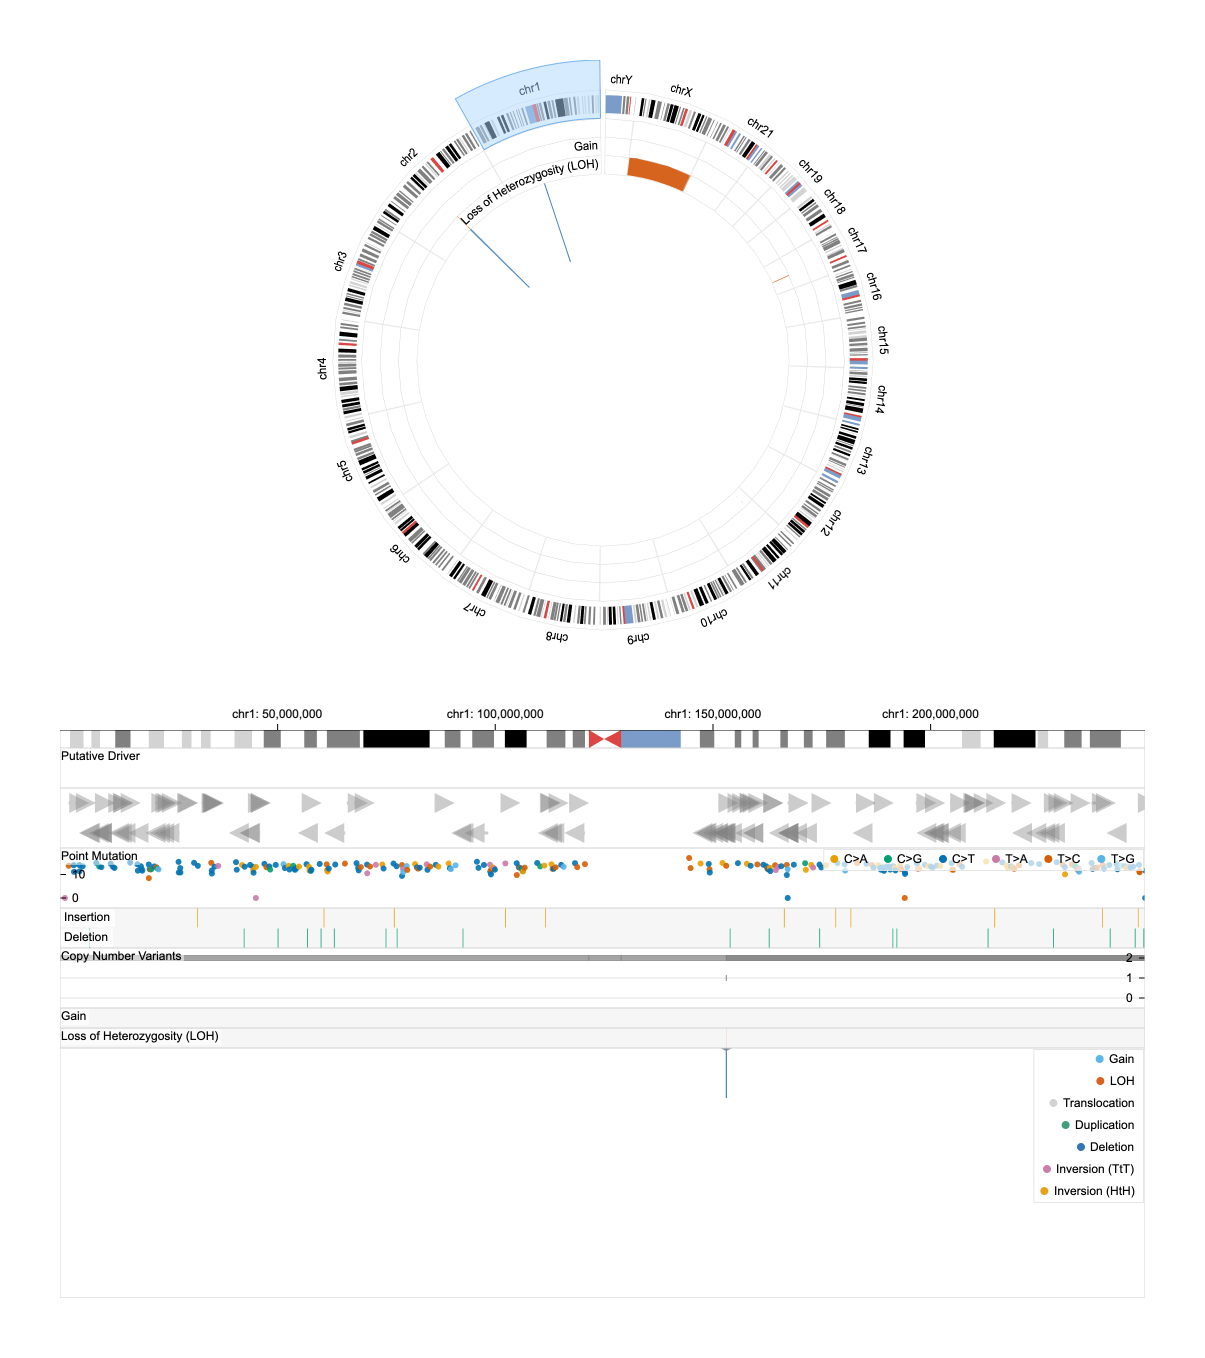 chrY
chrX
chr1
chr21
chr2
Gain
chr19
Loss of Heterozygosity (LOH)
chr18
chr17
chr3
chr16
chr15
chr4
chr14
chr5
chr13
chr12
chr6
chr11
chr7
chr10
chr8
chr9
chr1: 50,000,000
chr1: 100,000,000
chr1: 150,000,000
chr1: 200,000,000
Putative Driver
Point Mutation
C>A C>G C>T T>A T>C T>G
10
0
Insertion
Deletion
Copy Number Variants
2
1
0
Gain
Loss of Heterozygosity (LOH)
Gain
LOH
Translocation
Duplication
Deletion
Inversion (TtT)
Inversion (HtH)